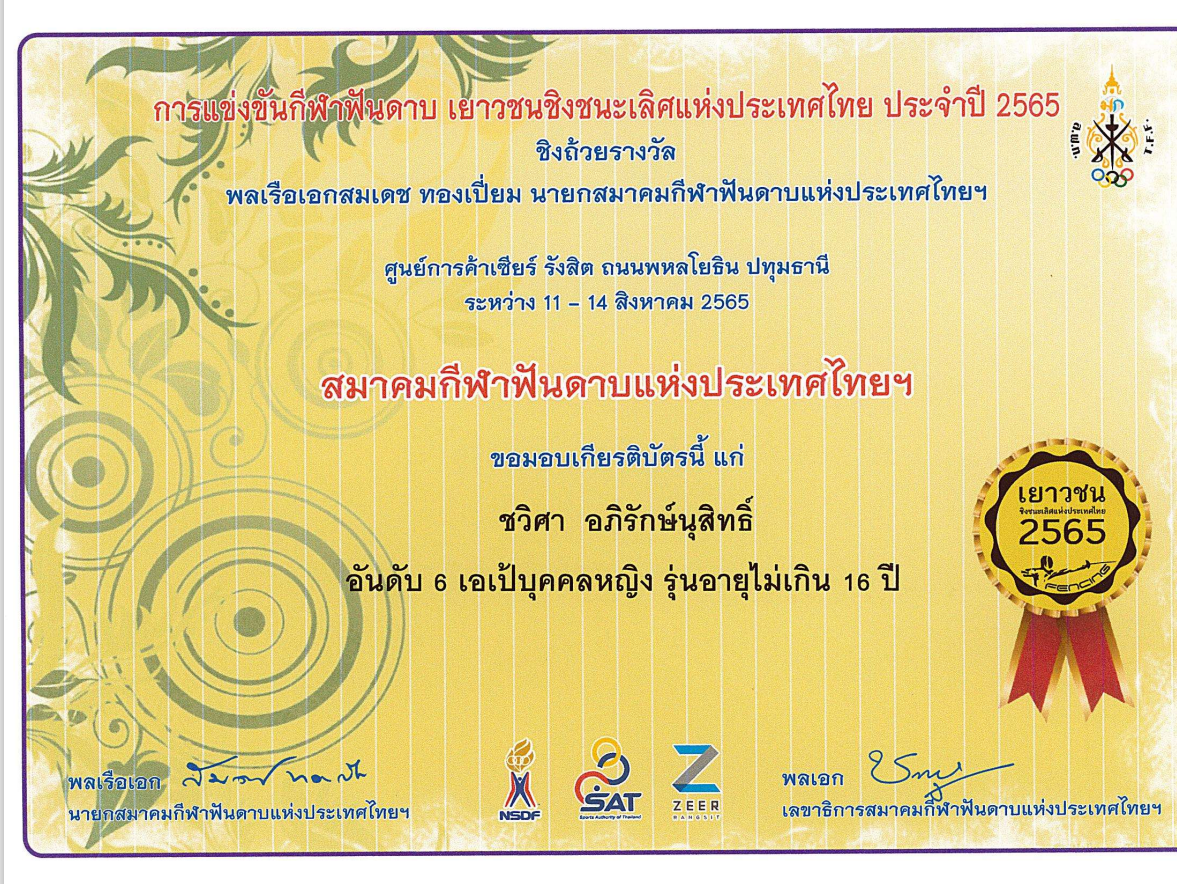 การแข่งขันกีฬาฟันดาบ เยาวชนชิงชนะเลิศแห่งประเทศไทย ประจำปี 2565
ชิงถ้วยรางวัล
พลเรือเอกสมเดช ทองเปี่ยม นายกสมาคมกีฬาฟันดาบแห่งประเทศไทยฯ
ส.ฟ.ท.
T.F.F.
ศูนย์การค้าเซียร์ รังสิต ถนนพหลโยธิน ปทุมธานี
ระหว่าง 11 – 14 สิงหาคม 2565
สมาคมกีฬาฟันดาบแห่งประเทศไทยฯ
ขอมอบเกียรติบัตรนี้ แก่
ชวิศา อภิรักษ์นุสิทธิ์
อันดับ 6 เอเป้บุคคลหญิง รุ่นอายุไม่เกิน 16 ปี
เยาวชน
ชิงชนะเลิศแห่งประเทศไทย
2565
FENCING
พลเรือเอก
นายกสมาคมกีฬาฟันดาบแห่งประเทศไทยฯ
NSDF
SAT
Sports Authority of Thailand
ZEER
RANGSIT
พลเอก
เลขาธิการสมาคมกีฬาฟันดาบแห่งประเทศไทยฯ